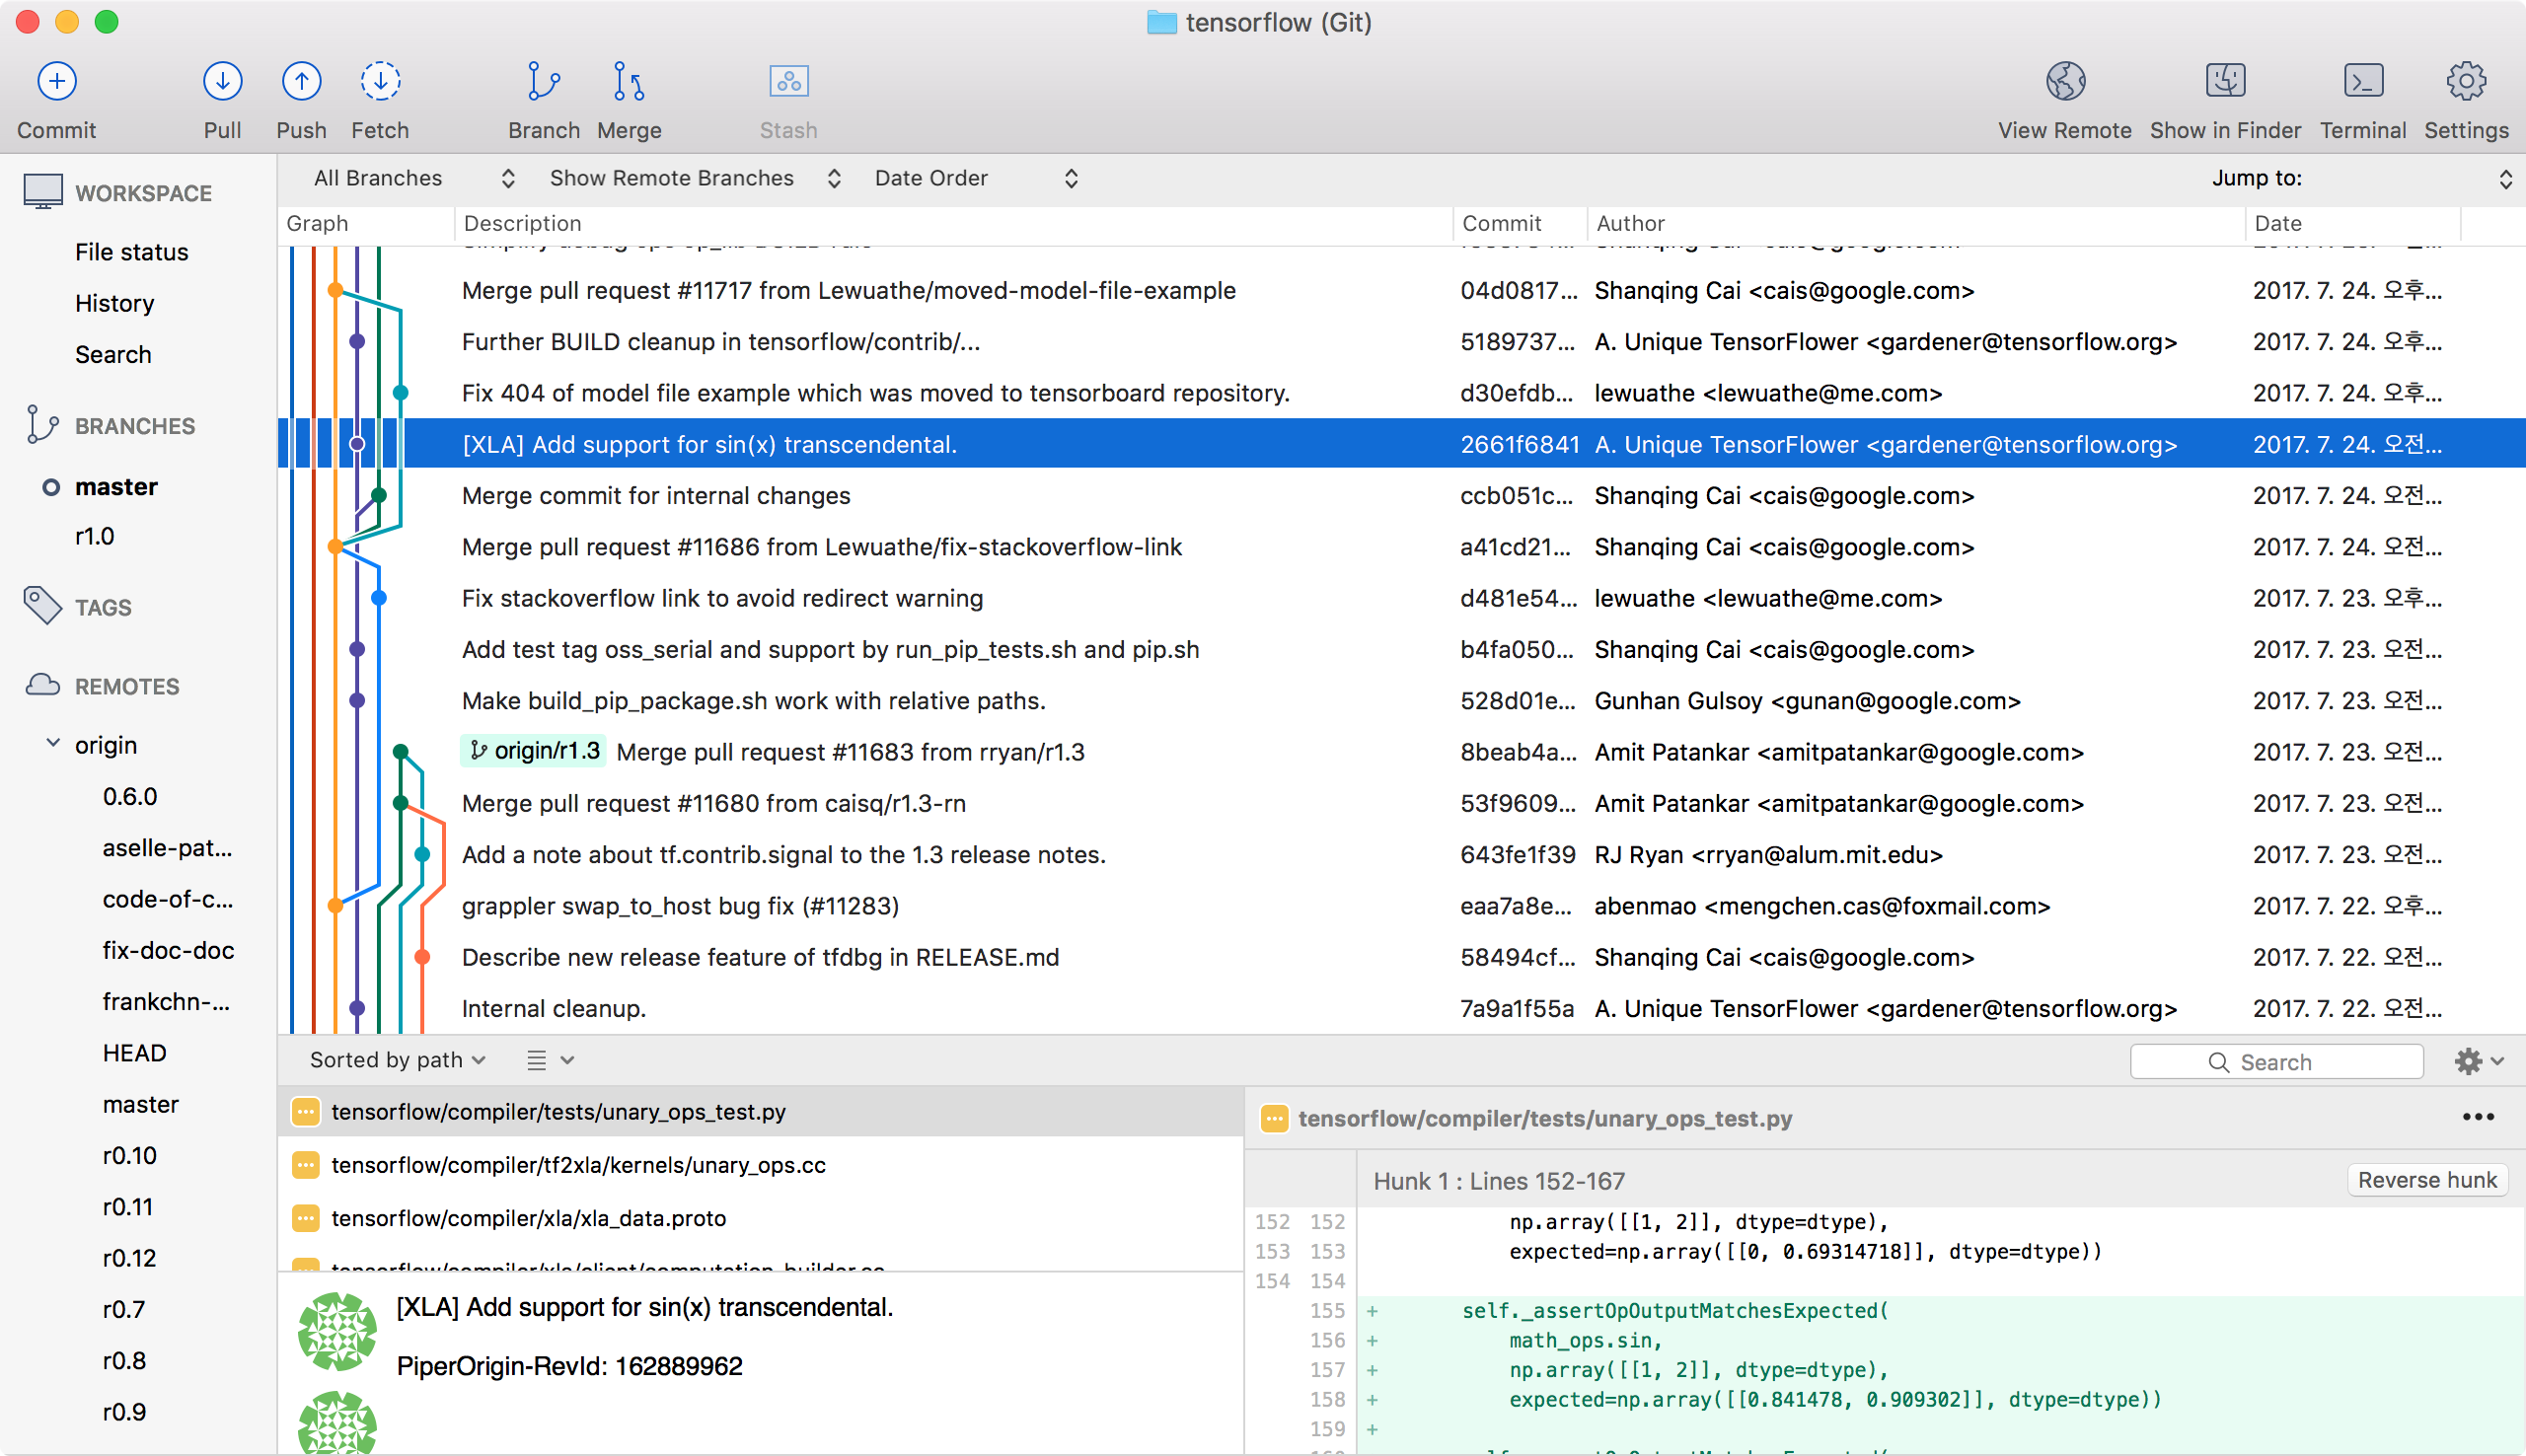 tensorflow (Git)
Commit Pull Push Fetch Branch Merge Stash View Remote Show in Finder Terminal Settings
WORKSPACE
File status
History
Search
BRANCHES
master
r1.0
TAGS
REMOTES
origin
0.6.0
aselle-pat...
code-of-c...
fix-doc-doc
frankchn-...
HEAD
master
r0.10
r0.11
r0.12
r0.7
r0.8
r0.9
All Branches Show Remote Branches Date Order Jump to:
Graph Description Commit Author Date
Merge pull request #11717 from Lewuathe/moved-model-file-example 04d0817... Shanqing Cai <cais@google.com> 2017. 7. 24. 오후...
Further BUILD cleanup in tensorflow/contrib/... 5189737... A. Unique TensorFlower <gardener@tensorflow.org> 2017. 7. 24. 오후...
Fix 404 of model file example which was moved to tensorboard repository. d30efdb... lewuathe <lewuathe@me.com> 2017. 7. 24. 오후...
[XLA] Add support for sin(x) transcendental. 2661f6841 A. Unique TensorFlower <gardener@tensorflow.org> 2017. 7. 24. 오전...
Merge commit for internal changes ccb051c... Shanqing Cai <cais@google.com> 2017. 7. 24. 오전...
Merge pull request #11686 from Lewuathe/fix-stackoverflow-link a41cd21... Shanqing Cai <cais@google.com> 2017. 7. 24. 오전...
Fix stackoverflow link to avoid redirect warning d481e54... lewuathe <lewuathe@me.com> 2017. 7. 23. 오후...
Add test tag oss_serial and support by run_pip_tests.sh and pip.sh b4fa050... Shanqing Cai <cais@google.com> 2017. 7. 23. 오전...
Make build_pip_package.sh work with relative paths. 528d01e... Gunhan Gulsoy <gunan@google.com> 2017. 7. 23. 오전...
origin/r1.3 Merge pull request #11683 from rryan/r1.3 8beab4a... Amit Patankar <amitpatankar@google.com> 2017. 7. 23. 오전...
Merge pull request #11680 from caisq/r1.3-rn 53f9609... Amit Patankar <amitpatankar@google.com> 2017. 7. 23. 오전...
Add a note about tf.contrib.signal to the 1.3 release notes. 643fe1f39 RJ Ryan <rryan@alum.mit.edu> 2017. 7. 23. 오전...
grappler swap_to_host bug fix (#11283) eaa7a8e... abenmao <mengchen.cas@foxmail.com> 2017. 7. 22. 오후...
Describe new release feature of tfdbg in RELEASE.md 58494cf... Shanqing Cai <cais@google.com> 2017. 7. 22. 오전...
Internal cleanup. 7a9a1f55a A. Unique TensorFlower <gardener@tensorflow.org> 2017. 7. 22. 오전...
Sorted by path Search
tensorflow/compiler/tests/unary_ops_test.py
tensorflow/compiler/tf2xla/kernels/unary_ops.cc
tensorflow/compiler/xla/xla_data.proto
tensorflow/compiler/xla/client/computation_builder.cc
[XLA] Add support for sin(x) transcendental.
PiperOrigin-RevId: 162889962
tensorflow/compiler/tests/unary_ops_test.py
Hunk 1 : Lines 152-167 Reverse hunk
152 152 np.array([[1, 2]], dtype=dtype),
153 153 expected=np.array([[0, 0.69314718]], dtype=dtype))
154 154
155 + self._assertOpOutputMatchesExpected(
156 + math_ops.sin,
157 + np.array([[1, 2]], dtype=dtype),
158 + expected=np.array([[0.841478, 0.909302]], dtype=dtype))
159 +